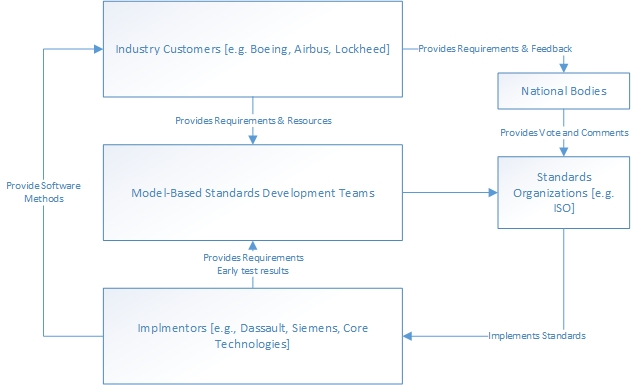 Industry Customers [e.g. Boeing, Airbus, Lockheed]
Provides Requirements & Feedback
National Bodies
Provides Requirements & Resources
Provides Vote and Comments
Model-Based Standards Development Teams
Standards
Organizations [e.g.
ISO]
Provide Software
Methods
Provides Requirements
Early test results
Implmentors [e.g., Dassault, Siemens, Core
Technologies]
Implements Standards